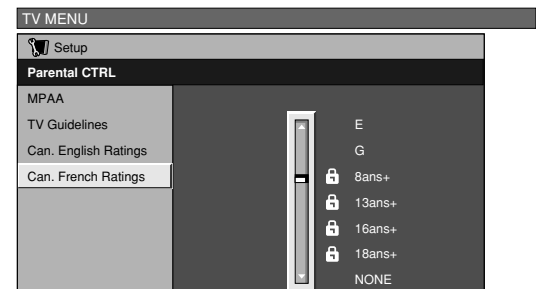 TV MENU
Setup
Parental CTRL
MPAA
TV Guidelines
Can. English Ratings
Can. French Ratings
E
G
8ans+
13ans+
16ans+
18ans+
NONE